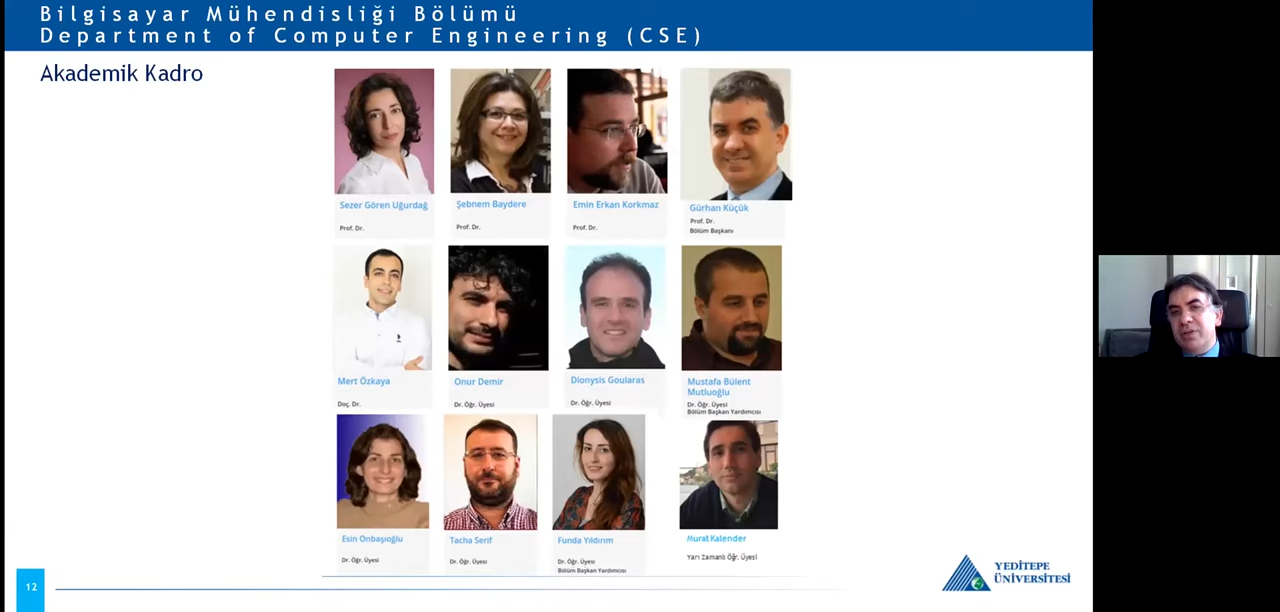 Bilgisayar Mühendisliği Bölümü
Department of Computer Engineering (CSE)
Akademik Kadro
Sezer Gören Uğurdağ
Prof. Dr.
Şebnem Baydere
Prof. Dr.
Emin Erkan Korkmaz
Prof. Dr.
Gürhan Küçük
Prof. Dr.
Bölüm Başkanı
Mert Özkaya
Doç. Dr.
Onur Demir
Dr. Öğr. Üyesi
Dionysis Goularas
Dr. Öğr. Üyesi
Mustafa Bülent
Mutluoğlu
Dr. Öğr. Üyesi
Bölüm Başkan Yardımcısı
Esin Onbaşıoğlu
Dr. Öğr. Üyesi
Tacha Serif
Dr. Öğr. Üyesi
Funda Yıldırım
Dr. Öğr. Üyesi
Bölüm Başkan Yardımcısı
Murat Kalender
Yarı Zamanlı Öğr. Üyesi
12
YEDİTEPE
ÜNİVERSİTESİ